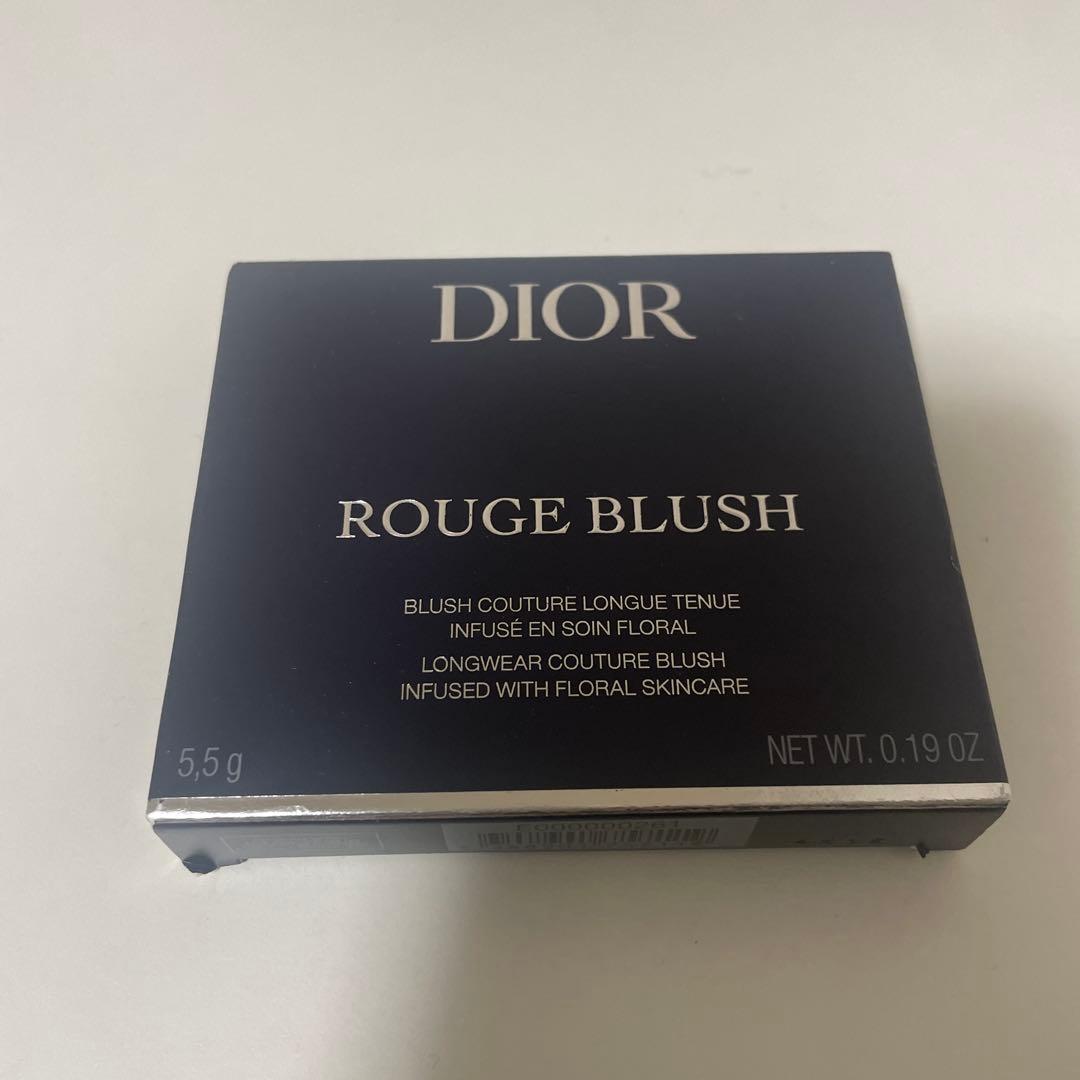 DIOR
ROUGE BLUSH
BLUSH COUTURE LONGUE TENUE
INFUSÉ EN SOIN FLORAL
LONGWEAR COUTURE BLUSH
INFUSED WITH FLORAL SKINCARE
5,5 g
NET WT. 0.19 OZ
F000000261